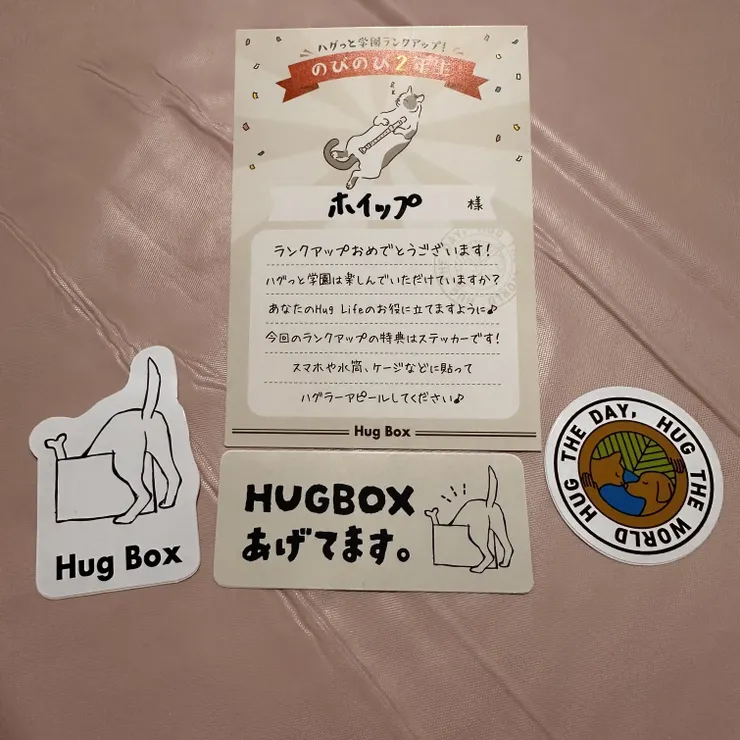 ハグっと学園ランクアップ!
のびのび2年生
ホイップ 様
ランクアップおめでとうございます!
ハグっと学園は楽しんでいただけていますか?
あなたのHug Lifeのお役に立てますように♪
今回のランクアップの特典はステッカーです!
スマホや水筒、ケージなどに貼って
ハグラーアピールしてください♪
Hug Box
Hug Box
HUGBOX
あげてます。
HUG THE DAY, HUG THE WORLD